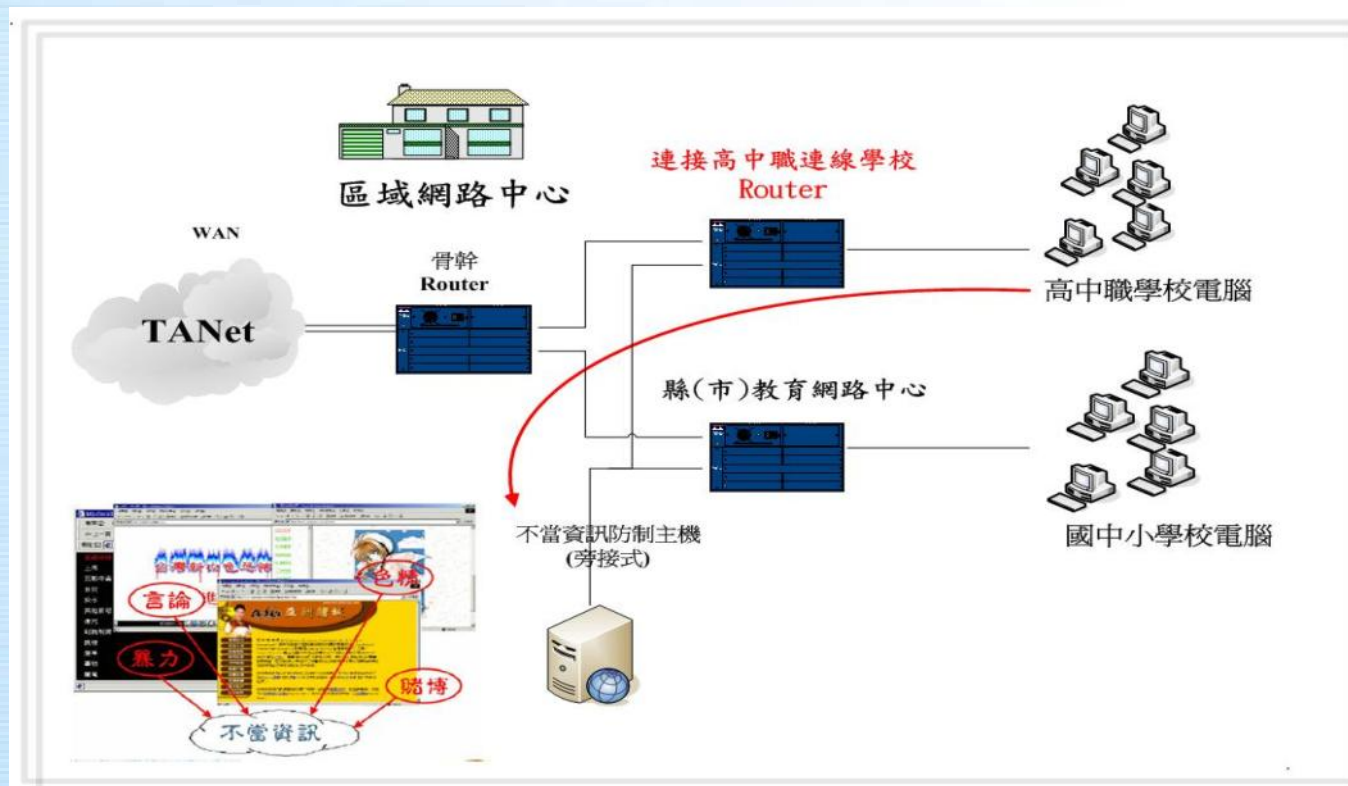 區域網路中心
連接高中職連線學校
Router
WAN
骨幹
Router
TANet
高中職學校電腦
縣(市)教育網路中心
不當資訊防制主機
(旁接式)
國中小學校電腦
色情
言論
暴力
賭博
不當資訊